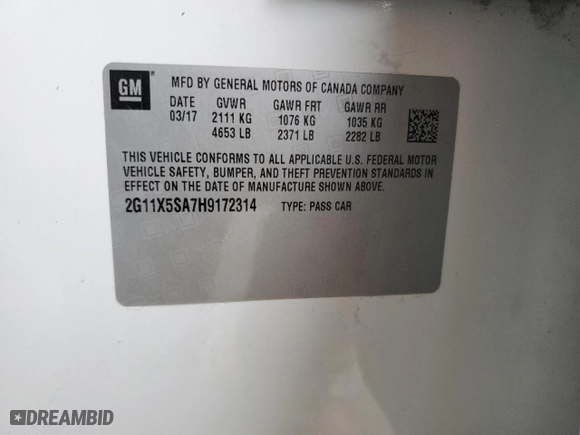 GM
MFD BY GENERAL MOTORS OF CANADA COMPANY
DATE GVWR GAWR FRT GAWR RR
03/17 2111 KG 1076 KG 1035 KG
4653 LB 2371 LB 2282 LB
THIS VEHICLE CONFORMS TO ALL APPLICABLE U.S. FEDERAL MOTOR
VEHICLE SAFETY, BUMPER, AND THEFT PREVENTION STANDARDS IN
EFFECT ON THE DATE OF MANUFACTURE SHOWN ABOVE.
2G11X5SA7H9172314 TYPE: PASS CAR
DREAMBID